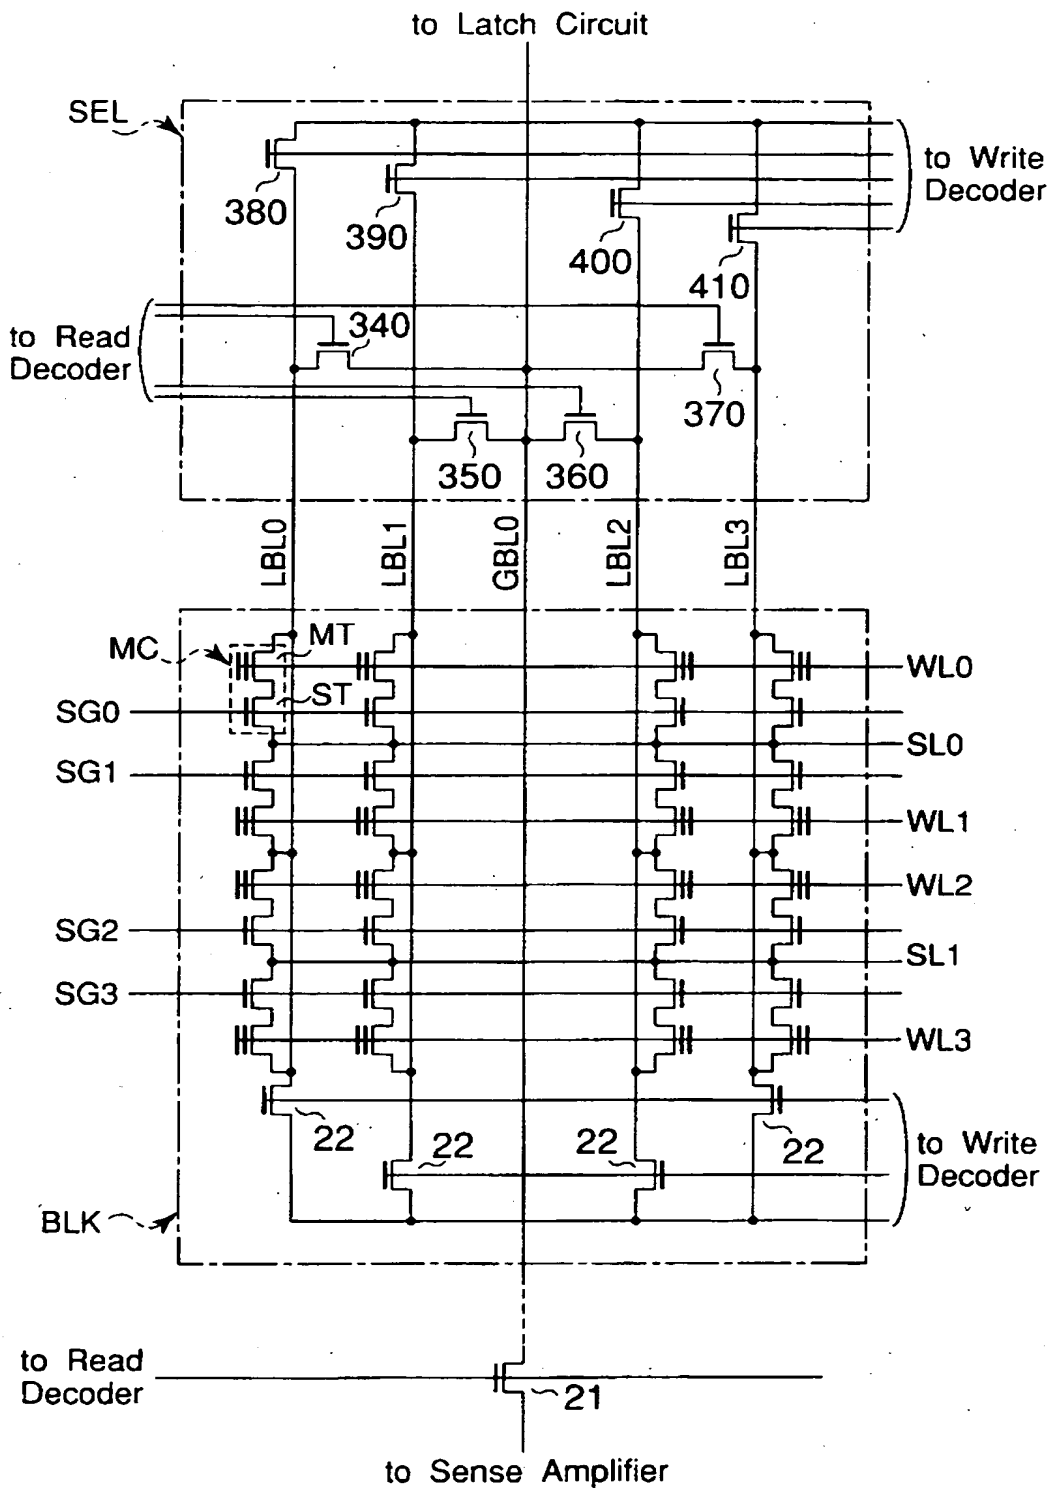 to Latch Circuit
SEL
to Write
Decoder
380
390
400
410
to Read
Decoder
340
370
350
360
LBL0
LBL1
GBL0
LBL2
LBL3
MC
MT
WL0
ST
SG0
SL0
SG1
WL1
WL2
SG2
SL1
SG3
WL3
22
22
22
22
to Write
Decoder
BLK
to Read
Decoder
21
to Sense Amplifier